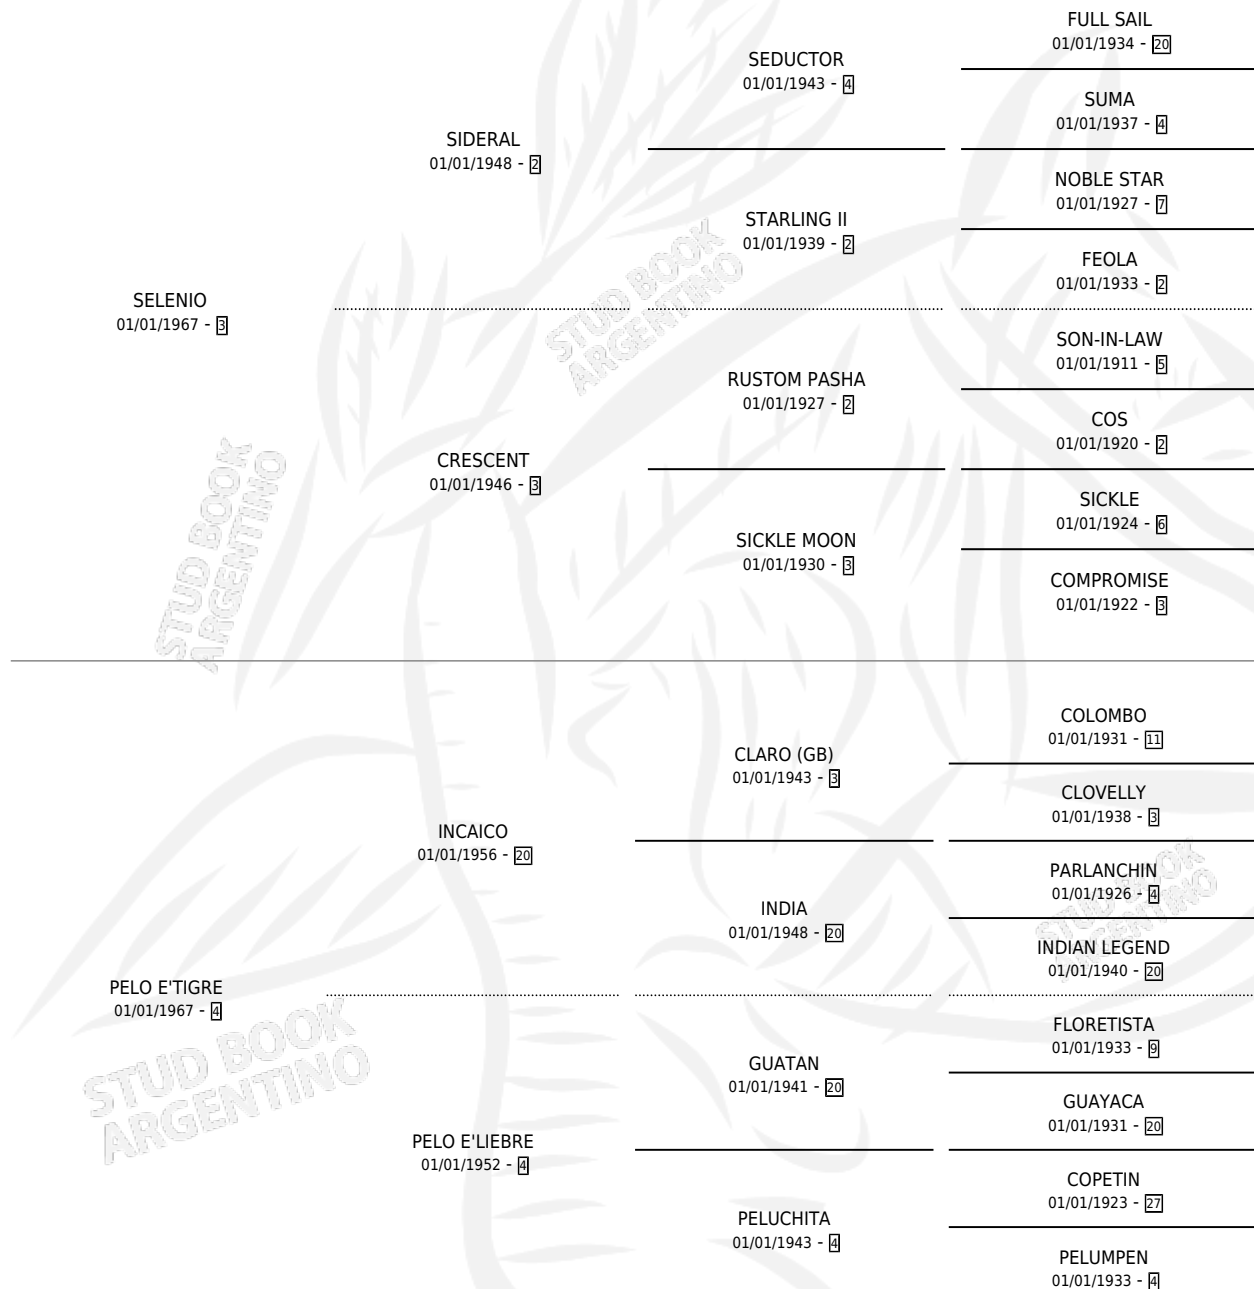 FULL SAIL
01/01/1934 - 20
SEDUCTOR
01/01/1943 - 4
SUMA
01/01/1937 - 4
SIDERAL
01/01/1948 - 2
NOBLE STAR
01/01/1927 - 7
STARLING II
01/01/1939 - 2
FEOLA
01/01/1933 - 2
STUD BOOK
ARGENTINO
SELENIO
01/01/1967 - 3
SON-IN-LAW
01/01/1911 - 5
RUSTOM PASHA
01/01/1927 - 2
COS
01/01/1920 - 2
CRESCENT
01/01/1946 - 3
SICKLE
01/01/1924 - 6
SICKLE MOON
01/01/1930 - 3
COMPROMISE
01/01/1922 - 3
STUD BOOK
ARGENTINO
COLOMBO
01/01/1931 - 11
CLARO (GB)
01/01/1943 - 3
CLOVELLY
01/01/1938 - 3
INCAICO
01/01/1956 - 20
PARLANCHIN
01/01/1926 - 4
INDIA
01/01/1948 - 20
INDIAN LEGEND
01/01/1940 - 20
STUD BOOK
ARGENTINO
PELO E'TIGRE
01/01/1967 - 4
FLORETISTA
01/01/1933 - 9
GUATAN
01/01/1941 - 20
GUAYACA
01/01/1931 - 20
STUD BOOK
ARGENTINO
PELO E'LIEBRE
01/01/1952 - 4
COPETIN
01/01/1923 - 27
PELUCHITA
01/01/1943 - 4
PELUMPEN
01/01/1933 - 4